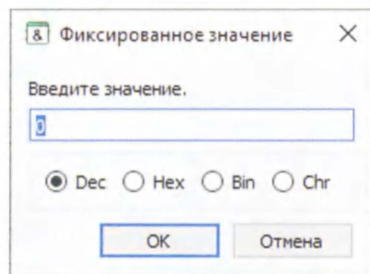 & Фиксированное значение
Введите значение.
0
Dec Hex Bin Chr
OK Отмена